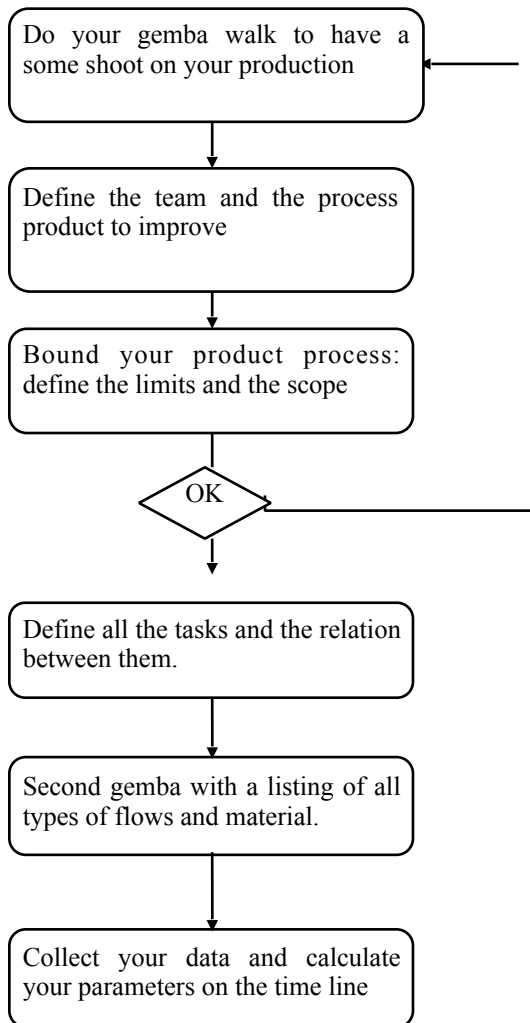 Do your gemba walk to have a
some shoot on your production
Define the team and the process
product to improve
Bound your product process:
define the limits and the scope
OK
Define all the tasks and the relation
between them.
Second gemba with a listing of all
types of flows and material.
Collect your data and calculate
your parameters on the time line